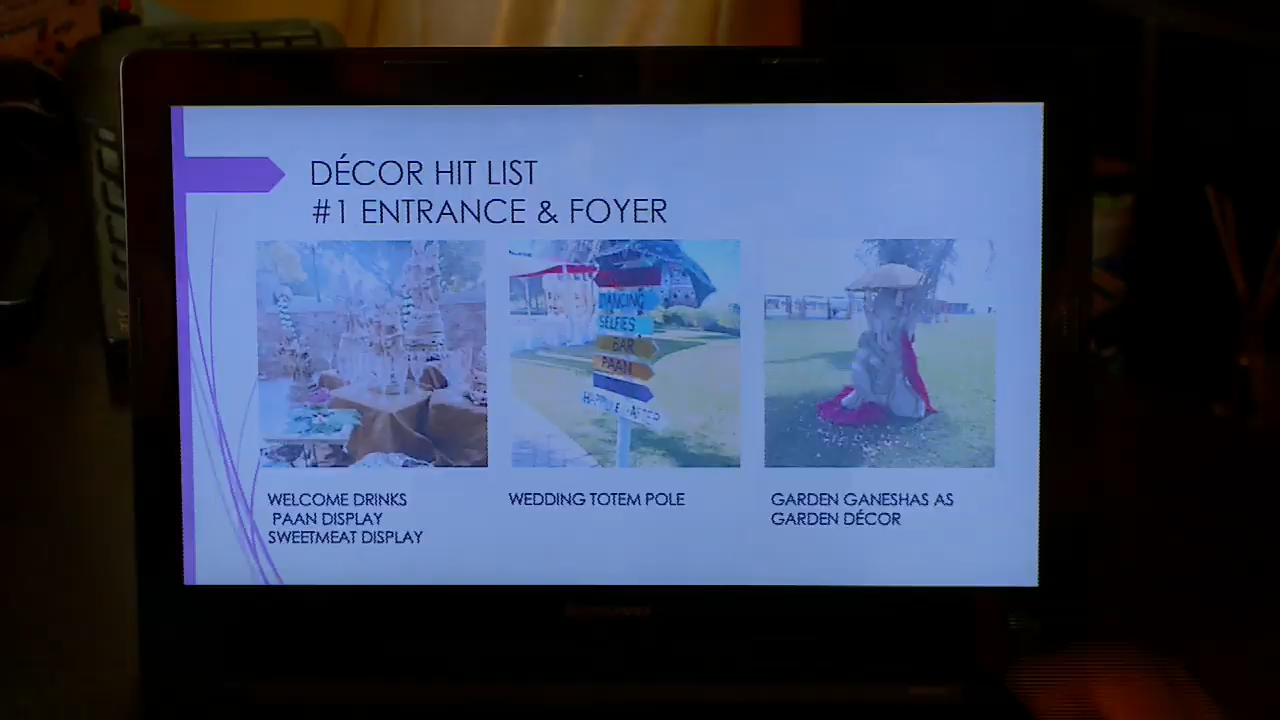 DÉCOR HIT LIST
#1 ENTRANCE & FOYER
DANCING
SELFIES
BAR
PAAN
WELCOME DRINKS
PAAN DISPLAY
SWEETMEAT DISPLAY
WEDDING TOTEM POLE
GARDEN GANESHAS AS
GARDEN DÉCOR